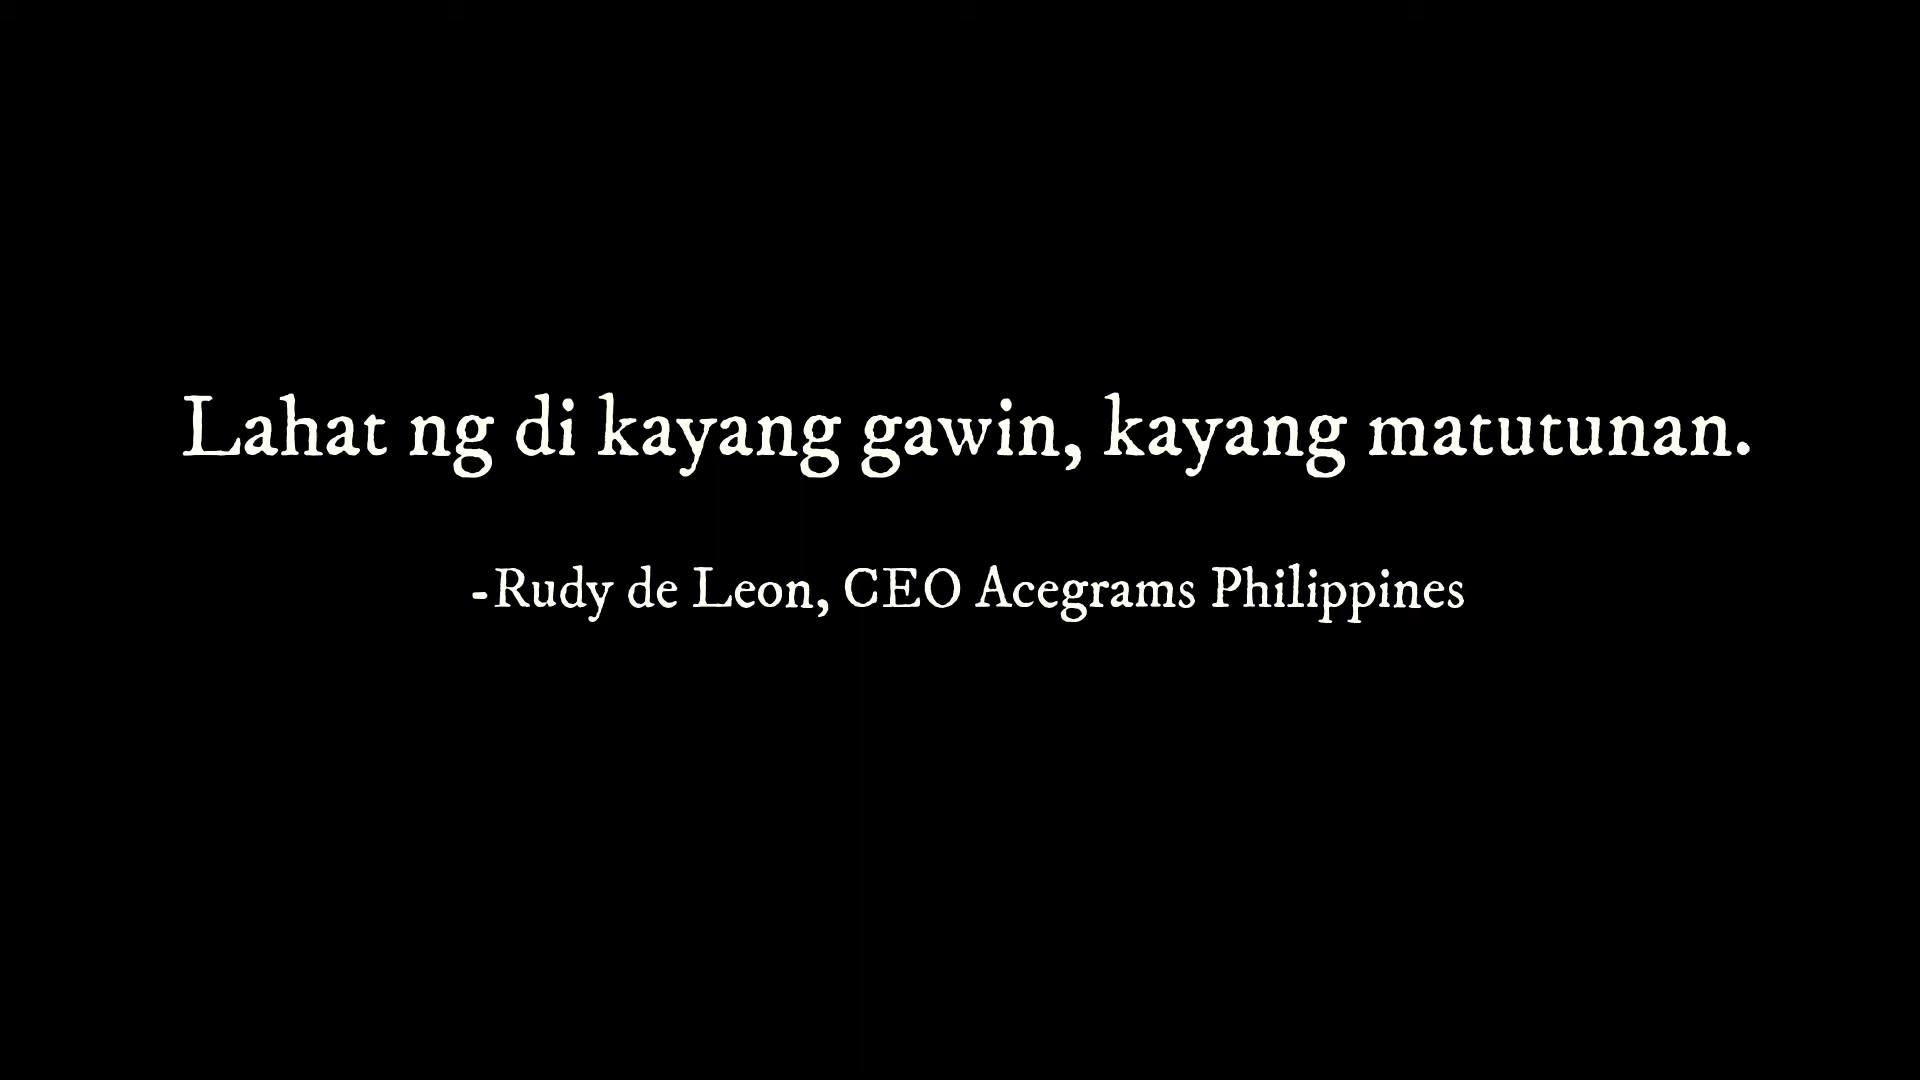 Lahat ng di kayang gawin, kayang matutunan.
-Rudy de Leon, CEO Acegrams Philippines